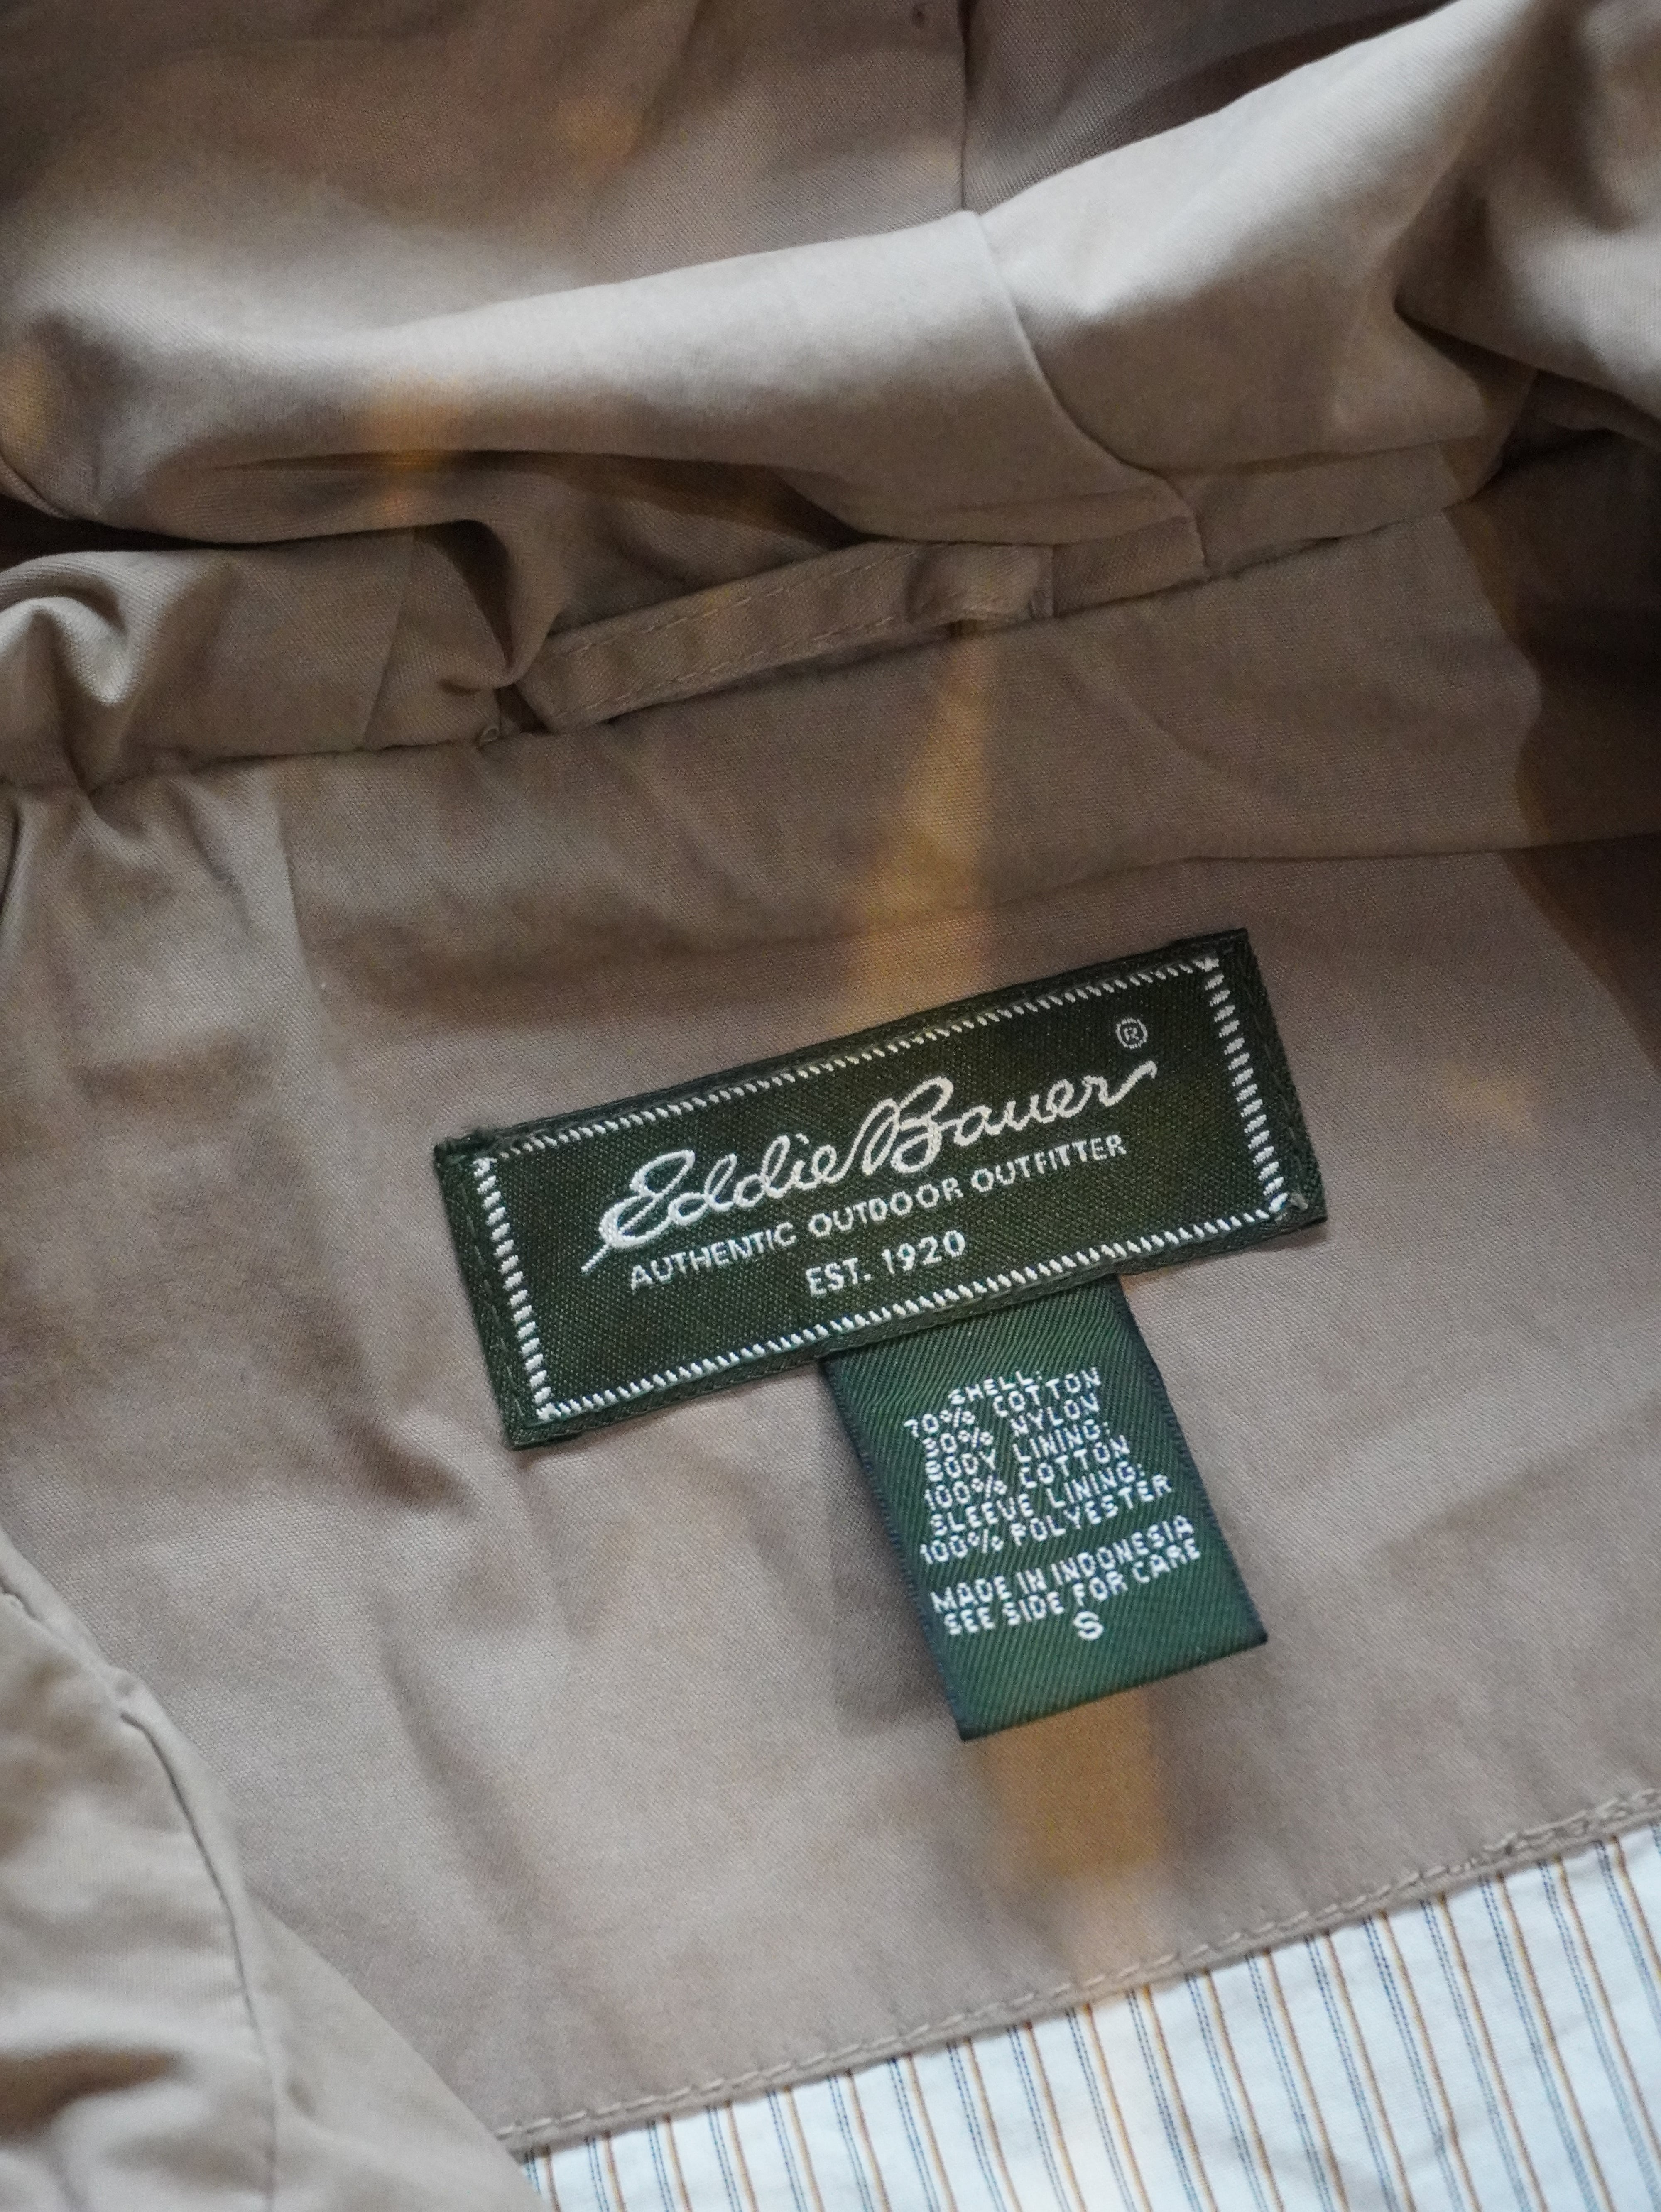 Eddie Bauer ®
AUTHENTIC OUTDOOR OUTFITTER
EST. 1920
SHELL:
70% COTTON
30% NYLON
BODY LINING:
100% COTTON
SLEEVE LINING:
100% POLYESTER
MADE IN INDONESIA
SEE SIDE FOR CARE
S